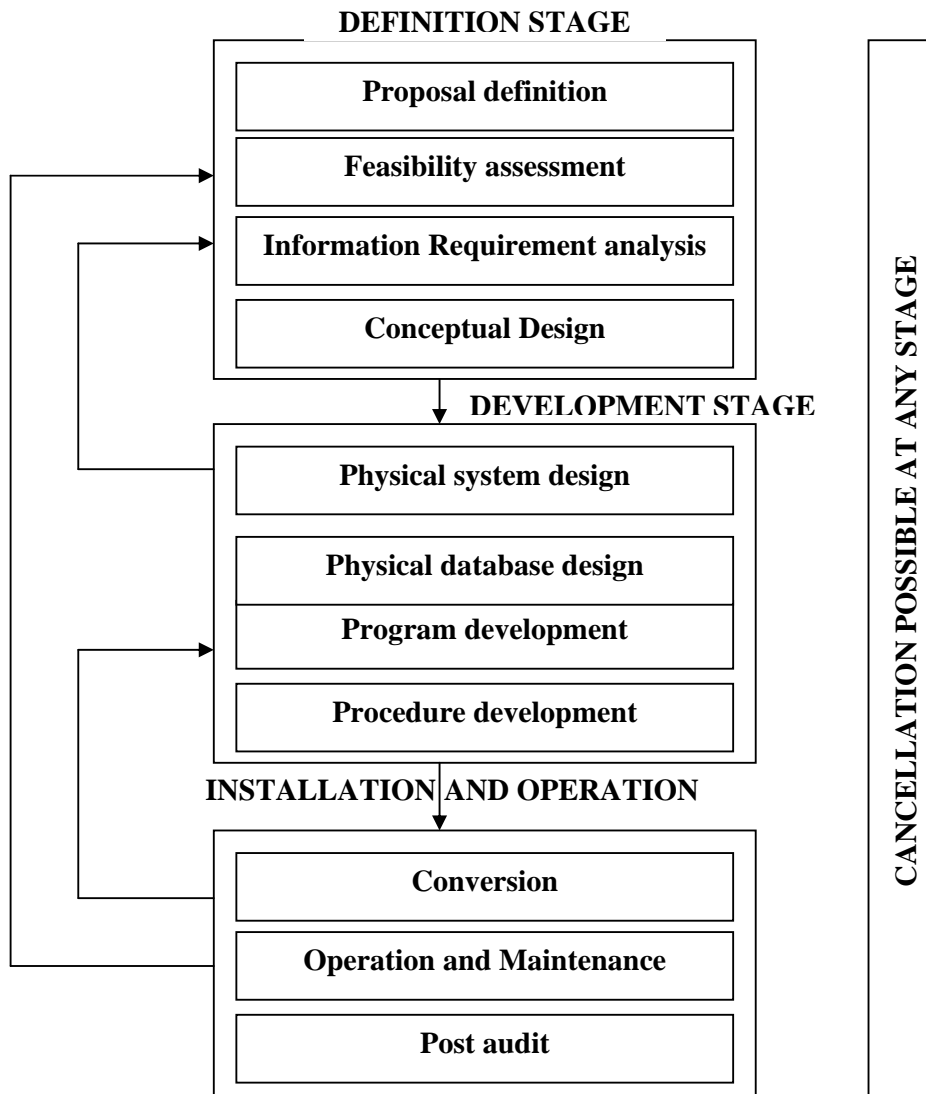 DEFINITION STAGE
Proposal definition
Feasibility assessment
Information Requirement analysis
Conceptual Design
DEVELOPMENT STAGE
Physical system design
Physical database design
Program development
Procedure development
INSTALLATION AND OPERATION
Conversion
Operation and Maintenance
Post audit
CANCELLATION POSSIBLE AT ANY STAGE